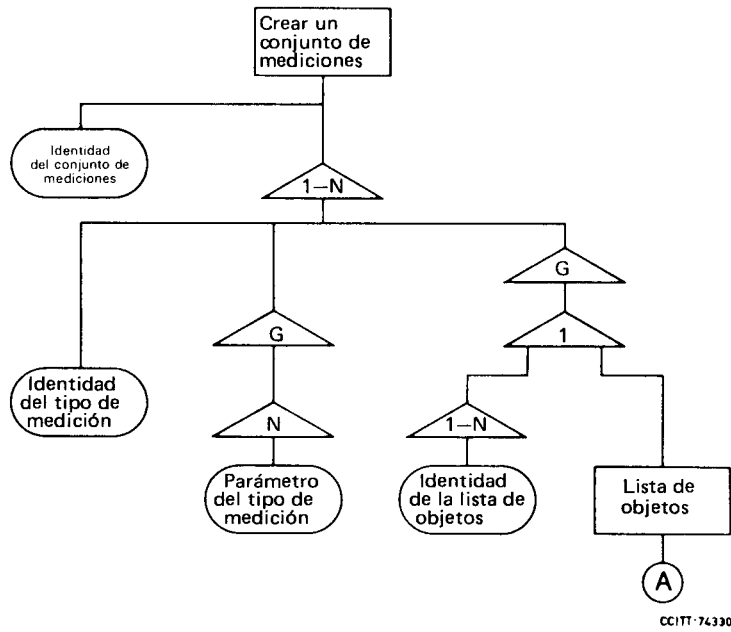 Crear un
conjunto de
mediciones
Identidad
del conjunto de
mediciones
1–N
G
G
1
Identidad
del tipo de
medición
N
1–N
Parámetro
del tipo de
medición
Identidad
de la lista de
objetos
Lista de
objetos
A
CCITT-74330